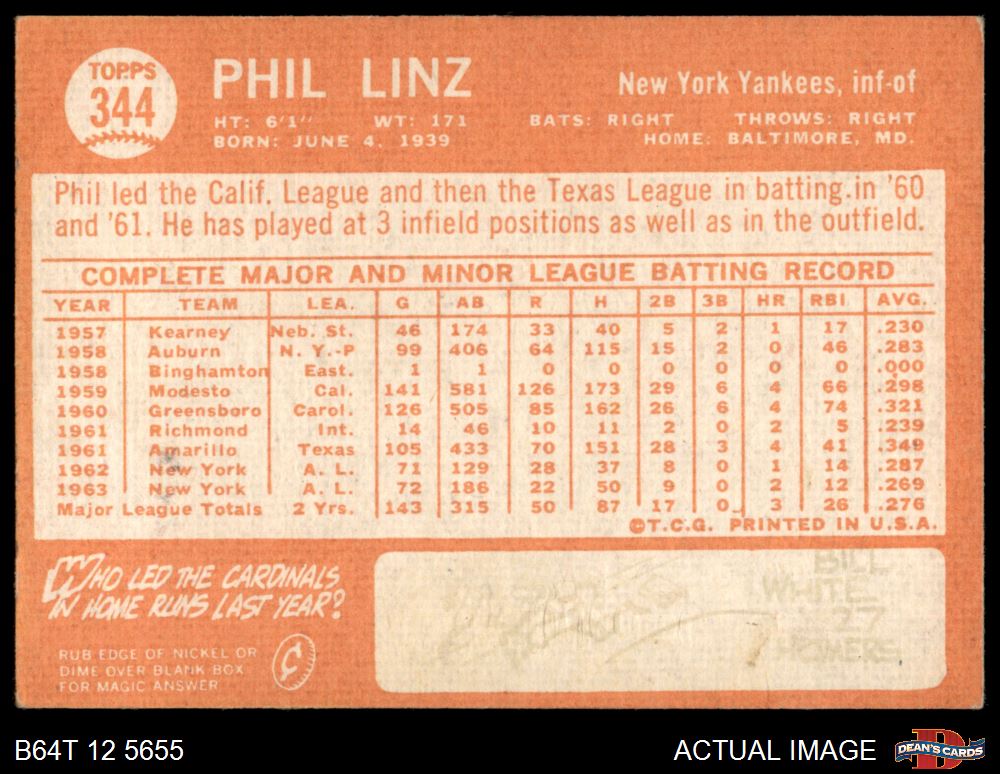 TOPPS
344
PHIL LINZ
New York Yankees, inf-of
HT: 6'1" WT: 171
BATS: RIGHT THROWS: RIGHT
BORN: JUNE 4, 1939
HOME: BALTIMORE, MD.
Phil led the Calif. League and then the Texas League in batting.in '60
and '61. He has played at 3 infield positions as well as in the outfield.
COMPLETE MAJOR AND MINOR LEAGUE BATTING RECORD
YEAR TEAM LEA. G AB R H 2B 3B HR RBI AVG.
1957 Kearney Neb. St. 46 174 33 40 5 2 1 17 .230
1958 Auburn N. Y.-P 99 406 64 115 15 2 0 46 .283
1958 Binghamton East. 1 1 0 0 0 0 0 0 .000
1959 Modesto Cal. 141 581 126 173 29 6 4 66 .298
1960 Greensboro Carol. 126 505 85 162 26 6 4 74 .321
1961 Richmond Int. 14 46 10 11 2 0 2 5 .239
1961 Amarillo Texas 105 433 70 151 28 3 4 41 .349
1962 New York A. L. 71 129 28 37 8 0 1 14 .287
1963 New York A. L. 72 186 22 50 9 0 2 12 .269
Major League Totals 2 Yrs. 143 315 50 87 17 0 3 26 .276
©T.C.G. PRINTED IN U.S.A.
WHO LED THE CARDINALS
IN HOME RUNS LAST YEAR?
RUB EDGE OF NICKEL OR
DIME OVER BLANK BOX
FOR MAGIC ANSWER
¢
BILL
WHITE
27
HOMERS
B64T 12 5655
ACTUAL IMAGE
DEAN'S CARDS